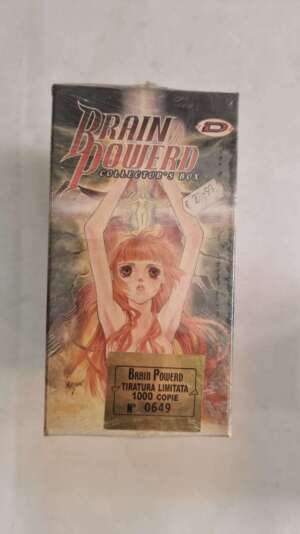 BRAIN
POWERD
COLLECTOR'S BOX
D
BRAIN POWERD
TIRATURA LIMITATA
1000 COPIE
N° 0649